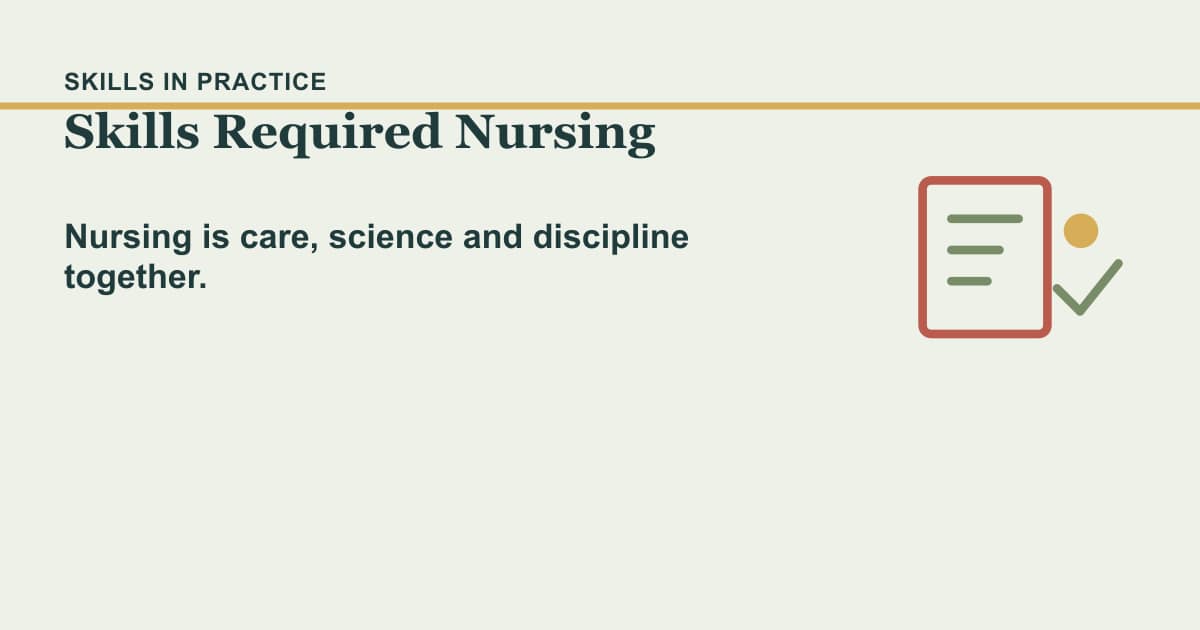 SKILLS IN PRACTICE
Skills Required Nursing
Nursing is care, science and discipline
together.